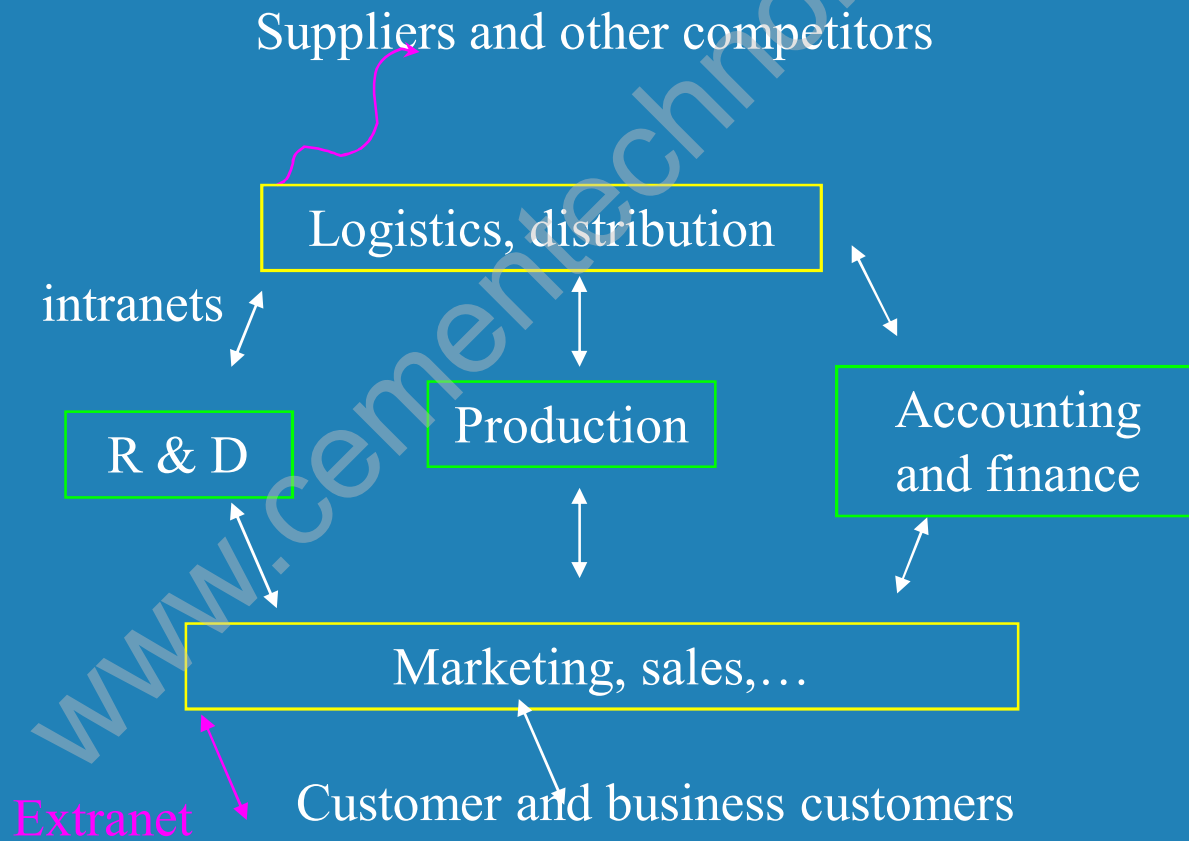 Suppliers and other competitors
Logistics, distribution
intranets
R & D
Production
Accounting
and finance
Marketing, sales,…
Extranet
Customer and business customers
www.cementechno